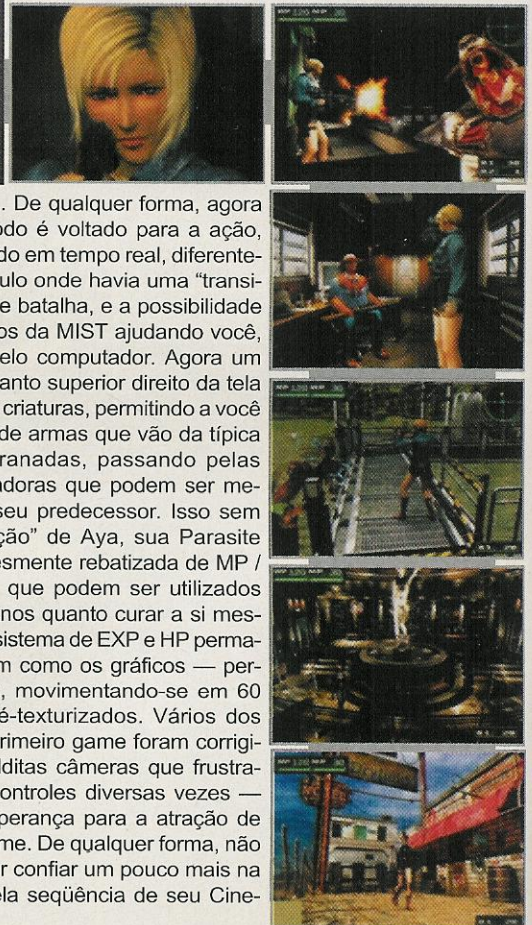 . De qualquer forma, agora
odo é voltado para a ação,
do em tempo real, diferente-
ulo onde havia uma “transi-
e batalha, e a possibilidade
os da MIST ajudando você,
elo computador. Agora um
anto superior direito da tela
criaturas, permitindo a você
de armas que vão da típica
ranadas, passando pelas
adoras que podem ser me-
seu predecessor. Isso sem
ção” de Aya, sua Parasite
esmente rebatizada de MP /
que podem ser utilizados
nos quanto curar a si mes-
sistema de EXP e HP perma-
m como os gráficos — per-
, movimentando-se em 60
é-texturizados. Vários dos
rimeiro game foram corrigi-
lditas câmeras que frustra-
ontroles diversas vezes —
perança para a atração de
me. De qualquer forma, não
r confiar um pouco mais na
ela seqüência de seu Cine-